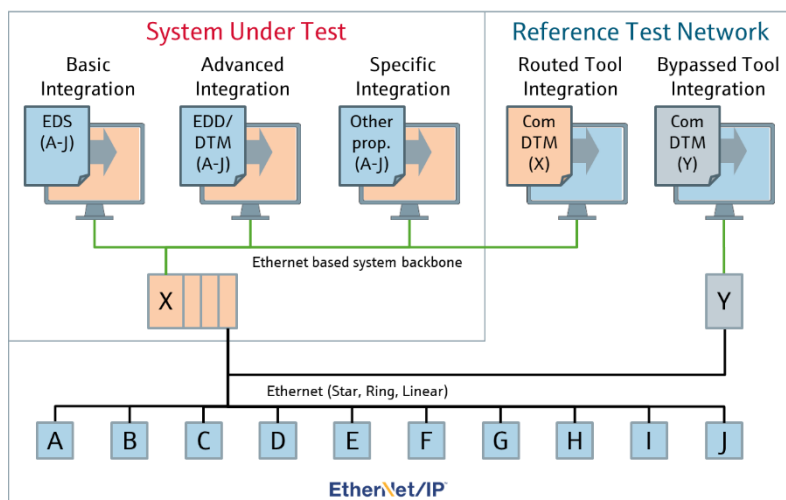 System Under Test
Reference Test Network
Basic
Integration
Advanced
Integration
Specific
Integration
Routed Tool
Integration
Bypassed Tool
Integration
EDS
(A-J)
EDD/
DTM
(A-J)
Other
prop.
(A-J)
Com
DTM
(X)
Com
DTM
(Y)
Ethernet based system backbone
X
Y
Ethernet (Star, Ring, Linear)
A B C D E F G H I J
EtherNet/IP